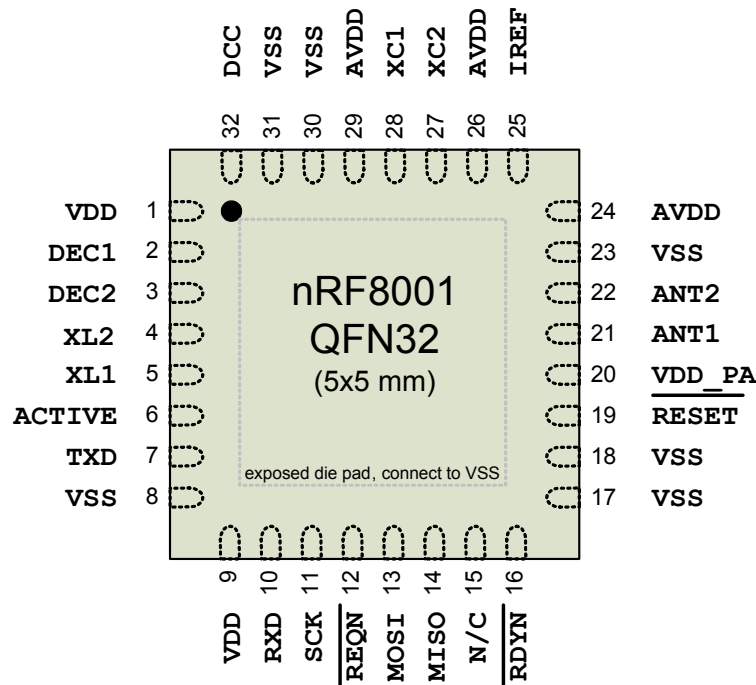 DCC VSS VSS AVDD XC1 XC2 AVDD IREF
32 31 30 29 28 27 26 25
VDD 1
DEC1 2
DEC2 3
XL2 4
XL1 5
ACTIVE 6
TXD 7
VSS 8
nRF8001
QFN32
(5x5 mm)
exposed die pad, connect to VSS
24 AVDD
23 VSS
22 ANT2
21 ANT1
20 VDD_PA
19 RESET
18 VSS
17 VSS
9 10 11 12 13 14 15 16
VDD RXD SCK REQN MOSI MISO N/C RDYN